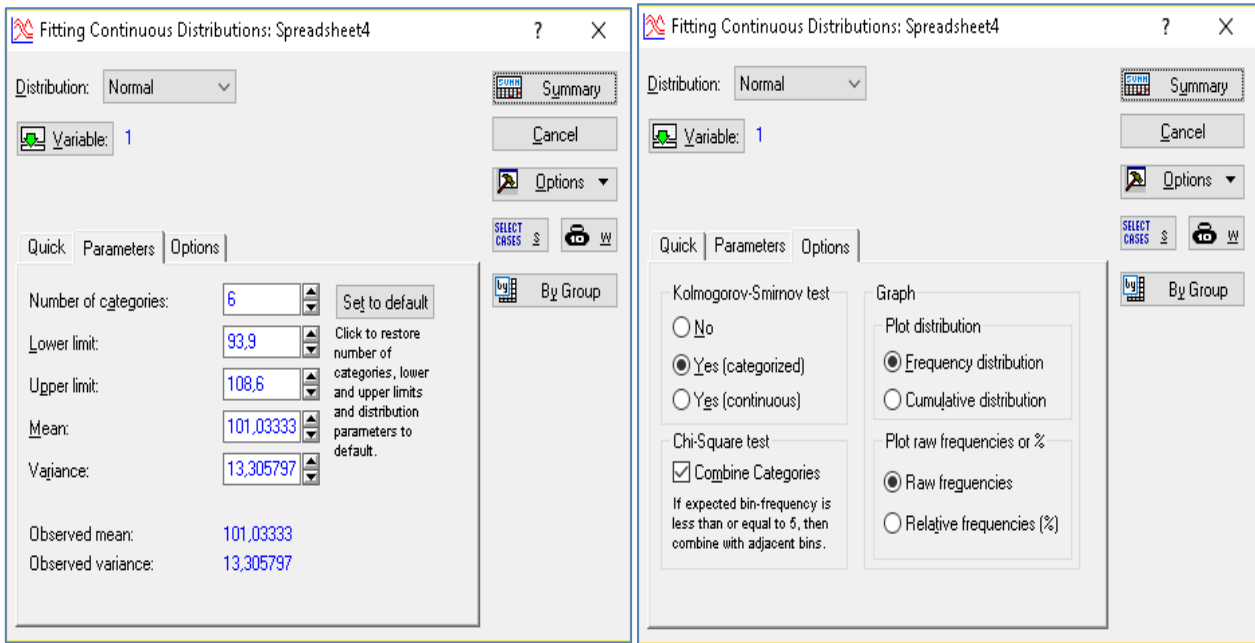 Fitting Continuous Distributions: Spreadsheet4 ? X
Distribution: Normal
Summary
Variable: 1
Cancel
Options
SELECT CASES S W
By Group
Quick Parameters Options
Number of categories: 6
Set to default
Lower limit: 93,9
Upper limit: 108,6
Mean: 101,03333
Variance: 13,305797
Click to restore
number of
categories, lower
and upper limits
and distribution
parameters to
default.
Observed mean: 101,03333
Observed variance: 13,305797
Fitting Continuous Distributions: Spreadsheet4 ? X
Distribution: Normal
Summary
Variable: 1
Cancel
Options
SELECT CASES S W
By Group
Quick Parameters Options
Kolmogorov-Smirnov test
No
Yes (categorized)
Yes (continuous)
Chi-Square test
Combine Categories
If expected bin-frequency is
less than or equal to 5, then
combine with adjacent bins.
Graph
Plot distribution
Frequency distribution
Cumulative distribution
Plot raw frequencies or %
Raw freguencies
Relative frequencies (%)